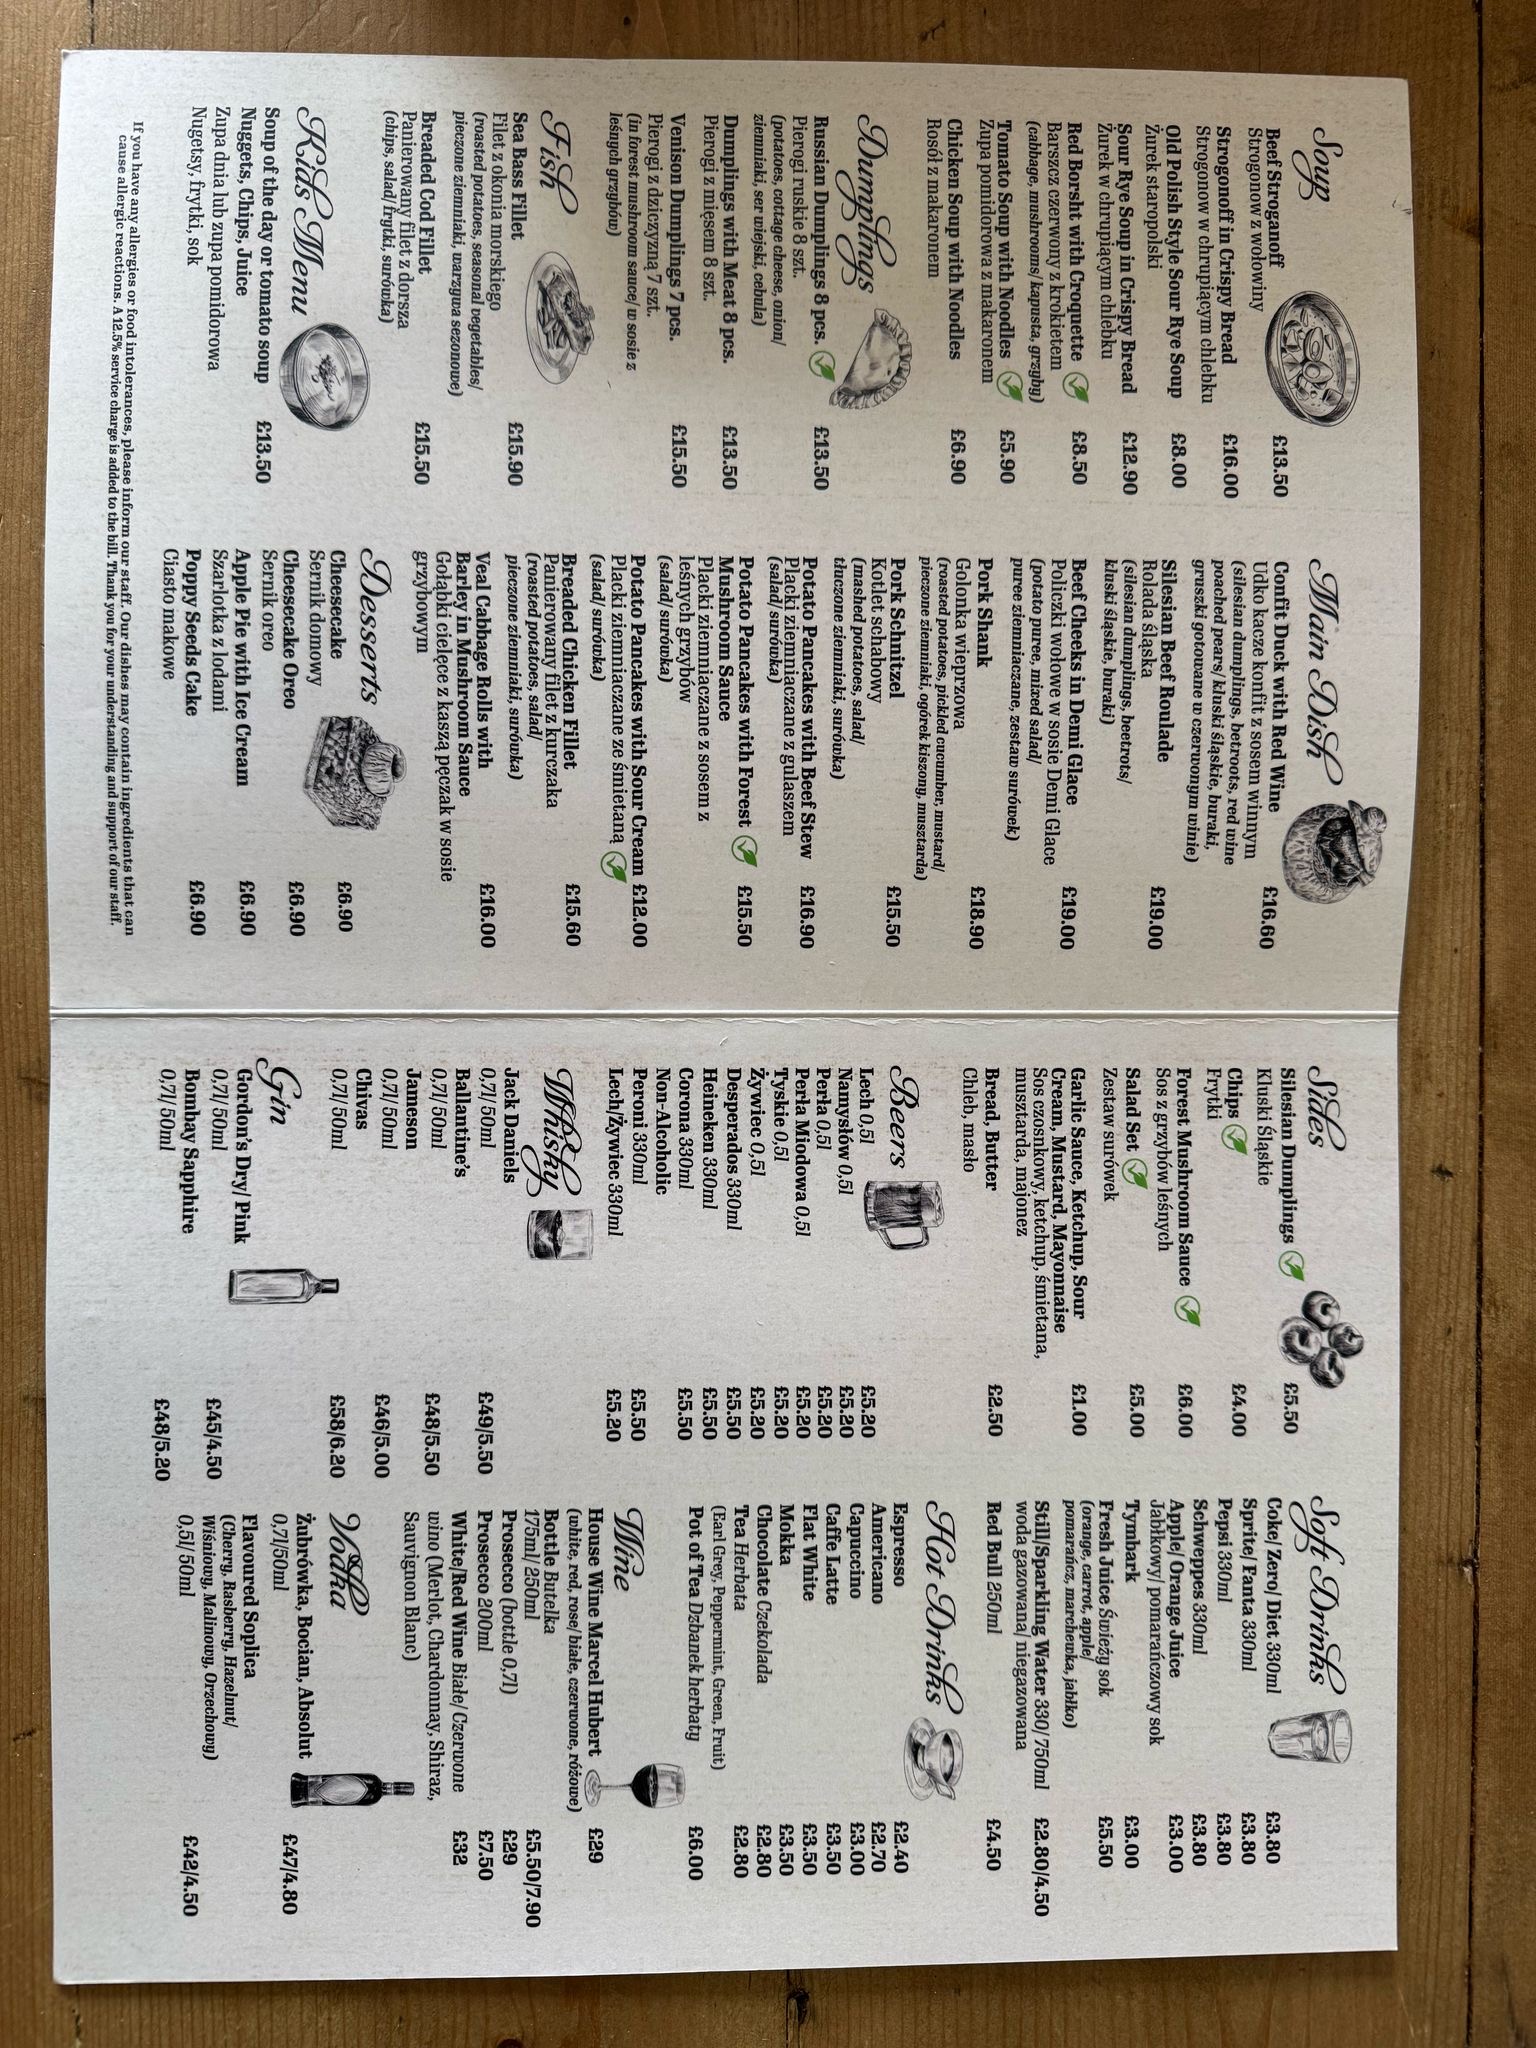 Soup
Beef Stroganoff £13.50
Strogonow z wołowiny
Strogonoff in Crispy Bread £16.00
Strogonow w chrupiącym chlebku
Old Polish Style Sour Rye Soup £8.00
Żurek staropolski
Sour Rye Soup in Crispy Bread £12.90
Żurek w chrupiącym chlebku
Red Borsht with Croquette £8.50
Barszcz czerwony z krokietem
(cabbage, mushrooms/ kapusta, grzyby)
Tomato Soup with Noodles £5.90
Zupa pomidorowa z makaronem
Chicken Soup with Noodles £6.90
Rosół z makaronem
Dumplings
Russian Dumplings 8 pcs. £13.50
Pierogi ruskie 8 szt.
(potatoes, cottage cheese, onion/
ziemniaki, ser wiejski, cebula)
Dumplings with Meat 8 pcs. £13.50
Pierogi z mięsem 8 szt.
Venison Dumplings 7 pcs. £15.50
Pierogi z dziczyzną 7 szt.
(in forest mushroom sauce/ w sosie z
leśnych grzybów)
Fish
Sea Bass Fillet £15.90
Filet z okonia morskiego
(roasted potatoes, seasonal vegetables/
pieczone ziemniaki, warzywa sezonowe)
Breaded Cod Fillet £15.50
Panierowany filet z dorsza
(chips, salad/ frytki, surówka)
Kids Menu
Soup of the day or tomato soup £13.50
Nuggets, Chips, Juice
Zupa dnia lub zupa pomidorowa
Nugetsy, frytki, sok
Main Dish
Confit Duck with Red Wine £16.60
Udko kacze konfit z sosem winnym
(silesian dumplings, betroots, red wine
poached pears/ kluski śląskie, buraki,
gruszki gotowane w czerwonym winie)
Silesian Beef Roulade £19.00
Rolada śląska
(silesian dumplings, beetrots/
kluski śląskie, buraki)
Beef Cheeks in Demi Glace £19.00
Policzki wołowe w sosie Demi Glace
(potato puree, mixed salad/
puree ziemniaczane, zestaw surówek)
Pork Shank £18.90
Golonka wieprzowa
(roasted potatoes, pickled cucumber, mustard/
pieczone ziemniaki, ogórek kiszony, musztarda)
Pork Schnitzel £15.50
Kotlet schabowy
(mashed potatoes, salad/
tłuczone ziemniaki, surówka)
Potato Pancakes with Beef Stew £16.90
Placki ziemniaczane z gulaszem
(salad/ surówka)
Potato Pancakes with Forest £15.50
Mushroom Sauce
Placki ziemniaczane z sosem z
leśnych grzybów
(salad/ surówka)
Potato Pancakes with Sour Cream £12.00
Placki ziemniaczane ze śmietaną
(salad/ surówka)
Breaded Chicken Fillet £15.60
Panierowany filet z kurczaka
(roasted potatoes, salad/
pieczone ziemniaki, surówka)
Veal Cabbage Rolls with £16.00
Barley in Mushroom Sauce
Gołąbki cielęce z kaszą pęczak w sosie
grzybowym
Desserts
Cheesecake £6.90
Sernik domowy
Cheesecake Oreo £6.90
Sernik oreo
Apple Pie with Ice Cream £6.90
Szarlotka z lodami
Poppy Seeds Cake £6.90
Ciasto makowe
If you have any allergies or food intolerances, please inform our staff. Our dishes may contain ingredients that can
cause allergic reactions. A 12.5% service charge is added to the bill. Thank you for your understanding and support of our staff.
Sides
Silesian Dumplings £5.50
Kluski Śląskie
Chips £4.00
Frytki
Forest Mushroom Sauce £6.00
Sos z grzybów leśnych
Salad Set £5.00
Zestaw surówek
Garlic Sauce, Ketchup, Sour £1.00
Cream, Mustard, Mayonnaise
Sos czosnkowy, ketchup, śmietana,
musztarda, majonez
Bread, Butter £2.50
Chleb, masło
Beers
Lech 0,5l £5.20
Namysłów 0,5l £5.20
Perła 0,5l £5.20
Perła Miodowa 0,5l £5.20
Tyskie 0,5l £5.20
Żywiec 0,5l £5.20
Desperados 330ml £5.50
Heineken 330ml £5.50
Corona 330ml £5.50
Non-Alcoholic
Peroni 330ml £5.50
Lech/Żywiec 330ml £5.20
Whisky
Jack Daniels £49/5.50
0,7l/50ml
Ballantine's £48/5.50
0,7l/50ml
Jameson £46/5.00
0,7l/50ml
Chivas £58/6.20
0,7l/50ml
Gin
Gordon's Dry/ Pink £45/4.50
0,7l/50ml
Bombay Sapphire £48/5.20
0,7l/50ml
Soft Drinks
Coke/ Zero/ Diet 330ml £3.80
Sprite/ Fanta 330ml £3.80
Pepsi 330ml £3.80
Schweppes 330ml £3.80
Apple/ Orange Juice £3.00
Jabłkowy/ pomarańczowy sok
Tymbark £3.00
Fresh Juice Świeży sok £5.50
(orange, carrot, apple/
pomarańcz, marchewka, jabłko)
Still/Sparkling Water 330/ 750ml £2.80/4.50
woda gazowana/ niegazowana
Red Bull 250ml £4.50
Hot Drinks
Espresso £2.40
Americano £2.70
Capuccino £3.00
Caffe Latte £3.50
Flat White £3.50
Mokka £3.50
Chocolate Czekolada £2.80
Tea Herbata £2.80
(Earl Grey, Peppermint, Green, Fruit)
Pot of Tea Dzbanek herbaty £6.00
Wine
House Wine Marcel Hubert £29
(white, red, rose/ białe, czerwone, różowe)
Bottle Butelka
175ml/ 250ml £5.50/7.90
Prosecco (bottle 0,7l) £29
Prosecco 200ml £7.50
White/Red Wine Białe/ Czerwone £32
wino (Merlot, Chardonnay, Shiraz,
Sauvignon Blanc)
Vodka
Żubrówka, Bocian, Absolut £47/4.80
0,7l/50ml
Flavoured Soplica
(Cherry, Rasberry, Hazelnut/
Wiśniowy, Malinowy, Orzechowy)
0,5l/50ml £42/4.50